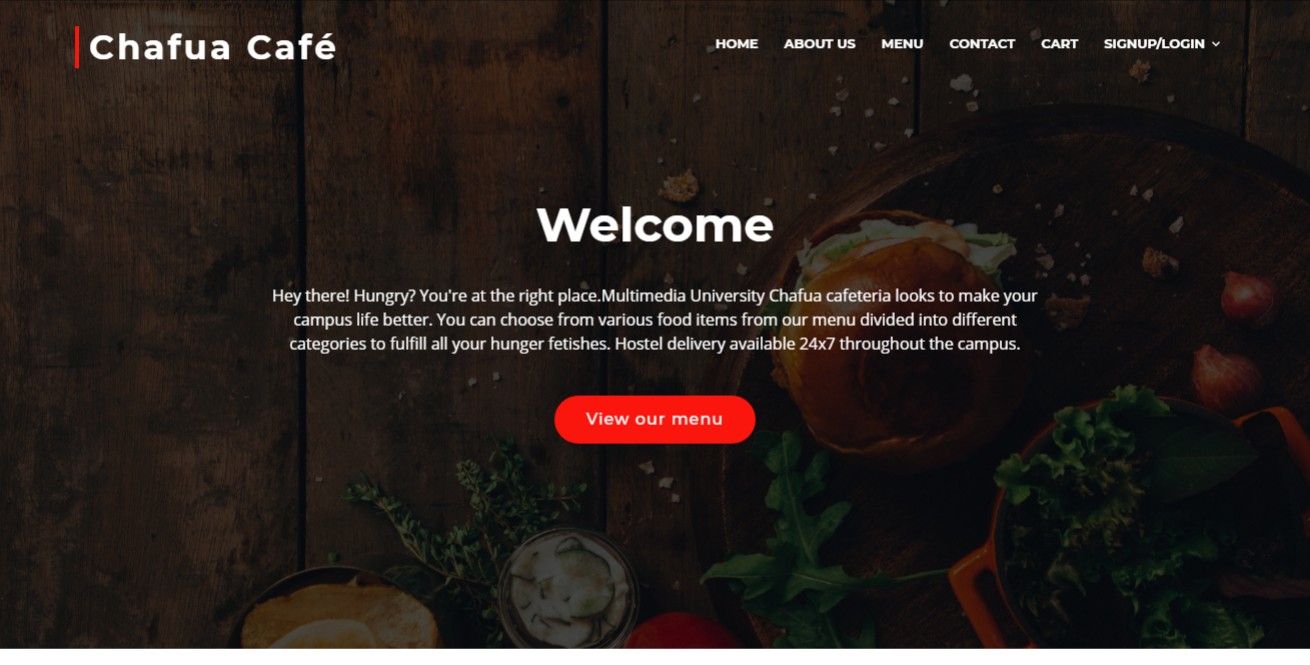 Chafua Café
HOME ABOUT US MENU CONTACT CART SIGNUP/LOGIN
Welcome
Hey there! Hungry? You're at the right place.Multimedia University Chafua cafeteria looks to make your
campus life better. You can choose from various food items from our menu divided into different
categories to fulfill all your hunger fetishes. Hostel delivery available 24x7 throughout the campus.
View our menu